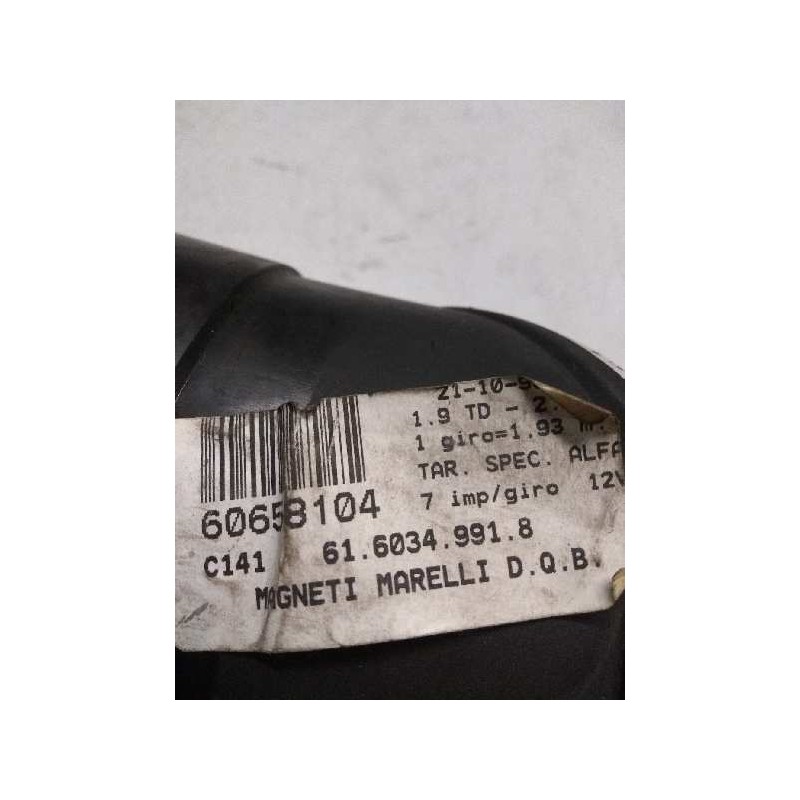 21-10-9
1.9 TD - 2.
1 giro=1.93 m.
TAR. SPEC. ALFA
7 imp/giro 12V
60658104
C141 61.6034.991.8
MAGNETI MARELLI D.Q.B.